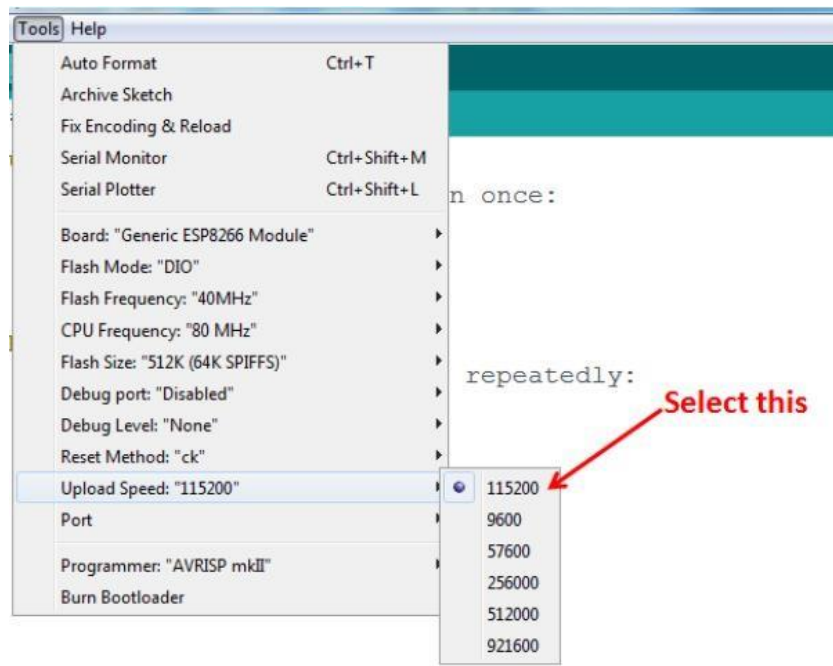 Tools Help
Auto Format Ctrl+T
Archive Sketch
Fix Encoding & Reload
Serial Monitor Ctrl+Shift+M
Serial Plotter Ctrl+Shift+L
n once:
Board: "Generic ESP8266 Module"
Flash Mode: "DIO"
Flash Frequency: "40MHz"
CPU Frequency: "80 MHz"
Flash Size: "512K (64K SPIFFS)"
repeatedly:
Debug port: "Disabled"
Select this
Debug Level: "None"
Reset Method: "ck"
Upload Speed: "115200"
115200
Port
9600
57600
Programmer: "AVRISP mkII"
256000
Burn Bootloader
512000
921600